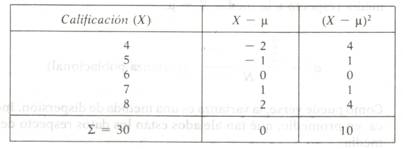 Calificación (X) X − μ (X − μ)²
4 − 2 4
5 − 1 1
6 0 0
7 1 1
8 2 4
Σ = 30 0 10